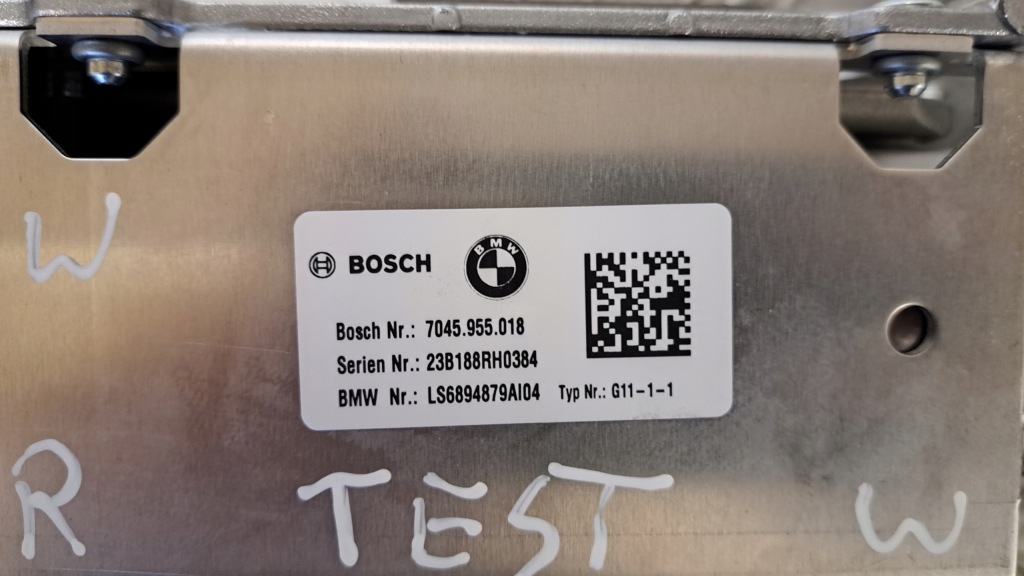 W
BOSCH BMW
Bosch Nr.: 7045.955.018
Serien Nr.: 23B188RH0384
BMW Nr.: LS6894879AI04 Typ Nr.: G11-1-1
R TEST W